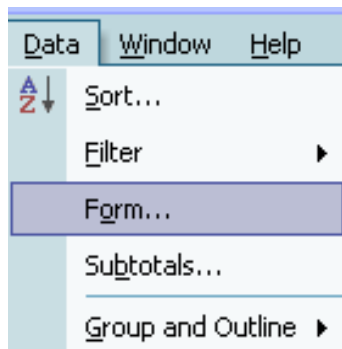 Data Window Help
A
Z Sort...
Filter
Form...
Subtotals...
Group and Outline